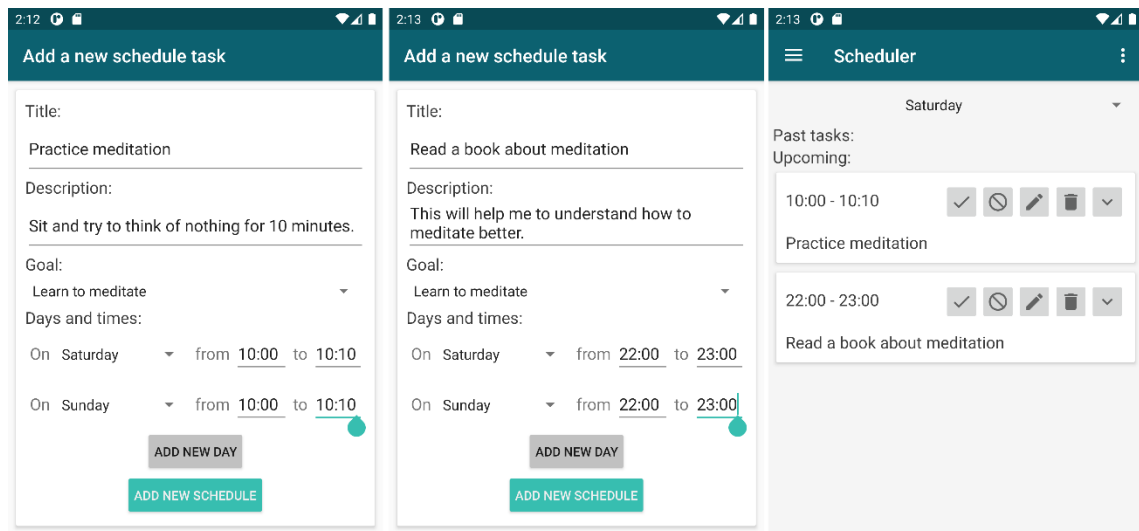 2:12
Add a new schedule task
Title:
Practice meditation
Description:
Sit and try to think of nothing for 10 minutes.
Goal:
Learn to meditate
Days and times:
On Saturday from 10:00 to 10:10
On Sunday from 10:00 to 10:10
ADD NEW DAY
ADD NEW SCHEDULE
2:13
Add a new schedule task
Title:
Read a book about meditation
Description:
This will help me to understand how to
meditate better.
Goal:
Learn to meditate
Days and times:
On Saturday from 22:00 to 23:00
On Sunday from 22:00 to 23:00
ADD NEW DAY
ADD NEW SCHEDULE
2:13
Scheduler
Saturday
Past tasks:
Upcoming:
10:00 - 10:10
Practice meditation
22:00 - 23:00
Read a book about meditation